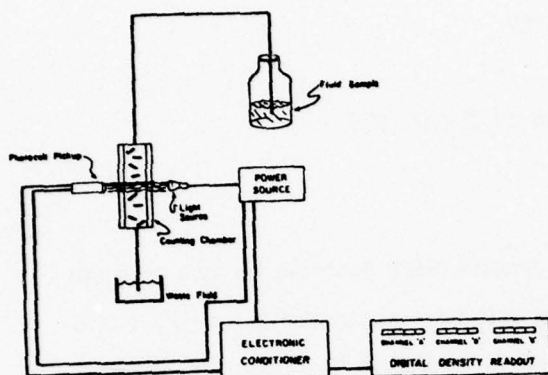 Fluid Sample
Photocell Pickup
POWER
SOURCE
Light
Source
Counting Chamber
Waste Fluid
ELECTRONIC
CONDITIONER
CHANNEL "A" CHANNEL "B" CHANNEL "C"
DIGITAL DENSITY READOUT